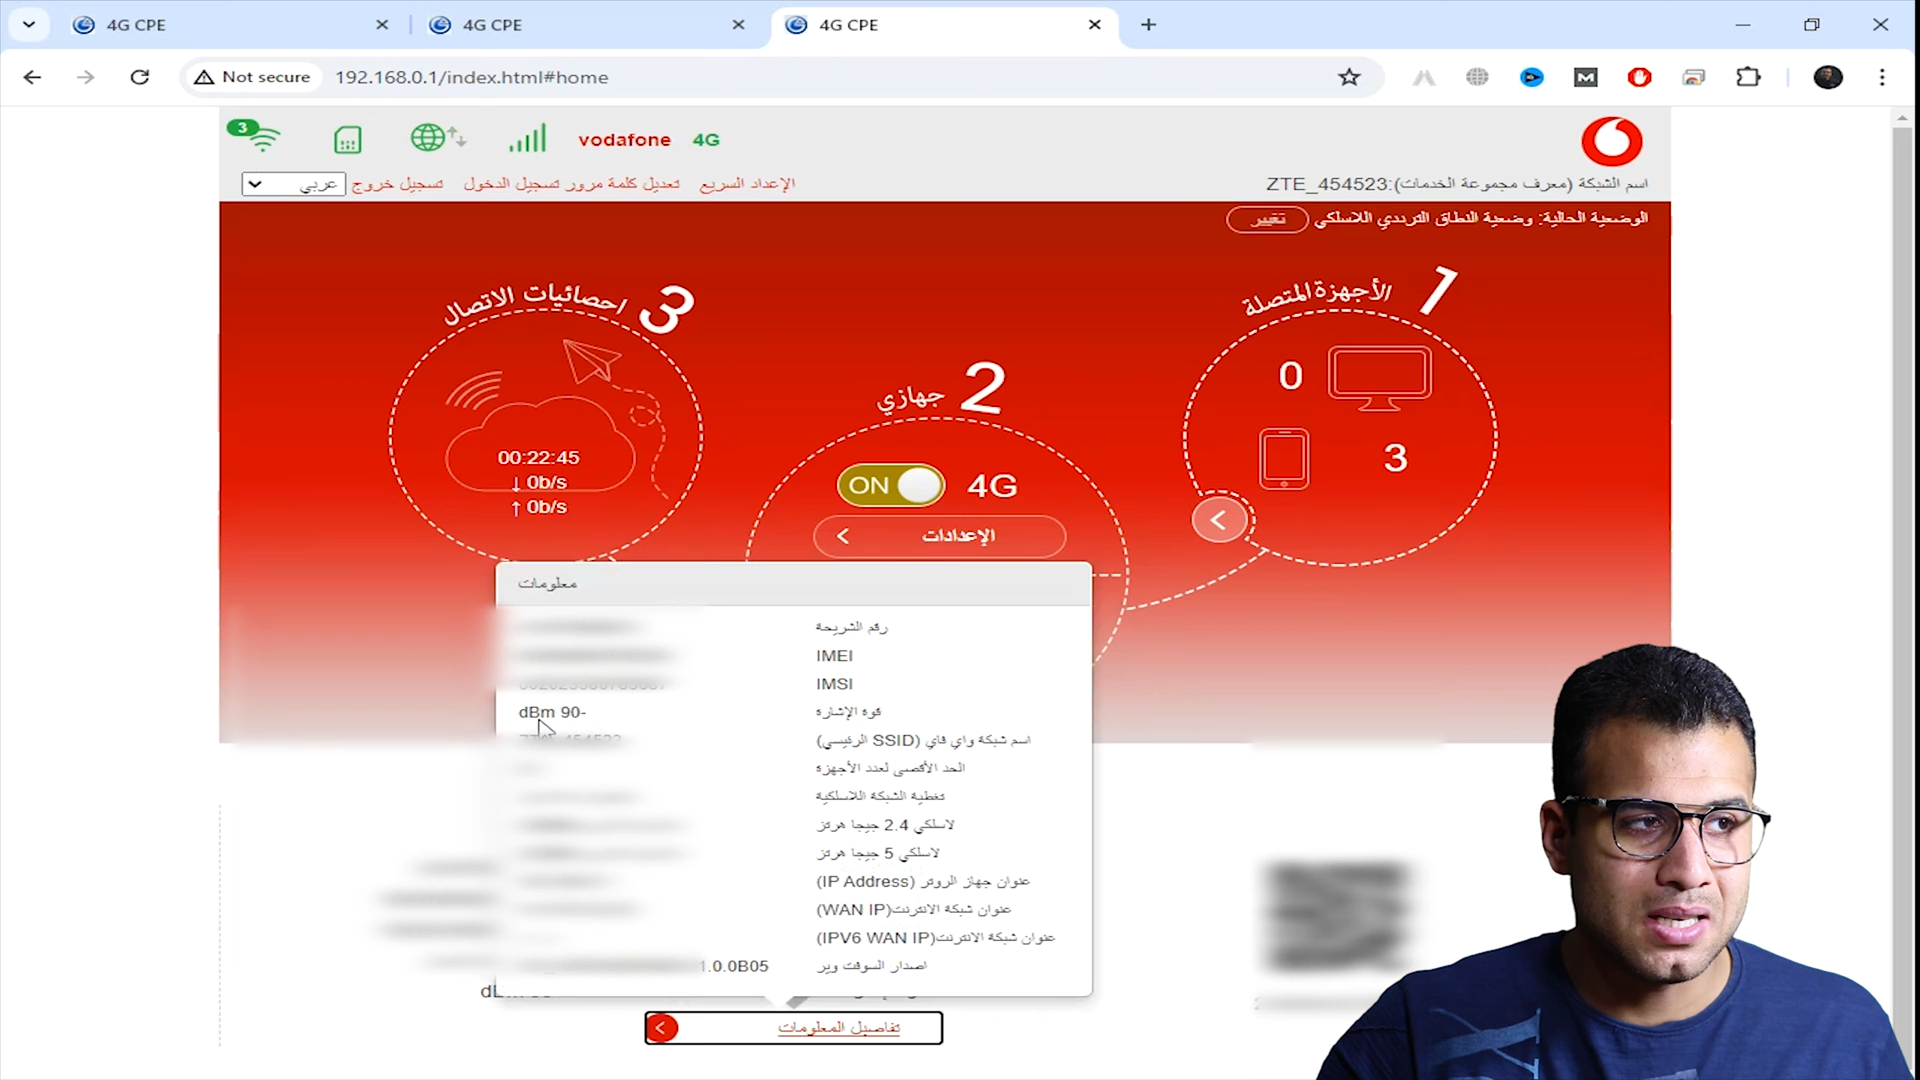 4G CPE
4G CPE
4G CPE
Not secure
192.168.0.1/index.html#home
3
vodafone 4G
عربي
تسجيل خروج
تعديل كلمة مرور تسجيل الدخول
الإعداد السريع
اسم الشبكة (معرف مجموعة الخدمات):ZTE_454523
الوضعية الحالية: وضعية النطاق الترددي اللاسلكي
تغيير
1 الأجهزة المتصلة
0
3
2 جهازي
ON 4G
الإعدادات
3 احصائيات الاتصال
00:22:45
↓ 0b/s
↑ 0b/s
معلومات
رقم الشريحة
IMEI
IMSI
قوة الإشارة
dBm 90-
اسم شبكة واي فاي (SSID الرئيسي)
الحد الأقصى لعدد الأجهزة
تغطية الشبكة اللاسلكية
لاسلكي 2.4 جيجا هرتز
لاسلكي 5 جيجا هرتز
عنوان جهاز الروتر (IP Address)
عنوان شبكة الانترنت(WAN IP)
عنوان شبكة الانترنت(IPV6 WAN IP)
اصدار السوفت وير
1.0.0B05
تفاصيل المعلومات